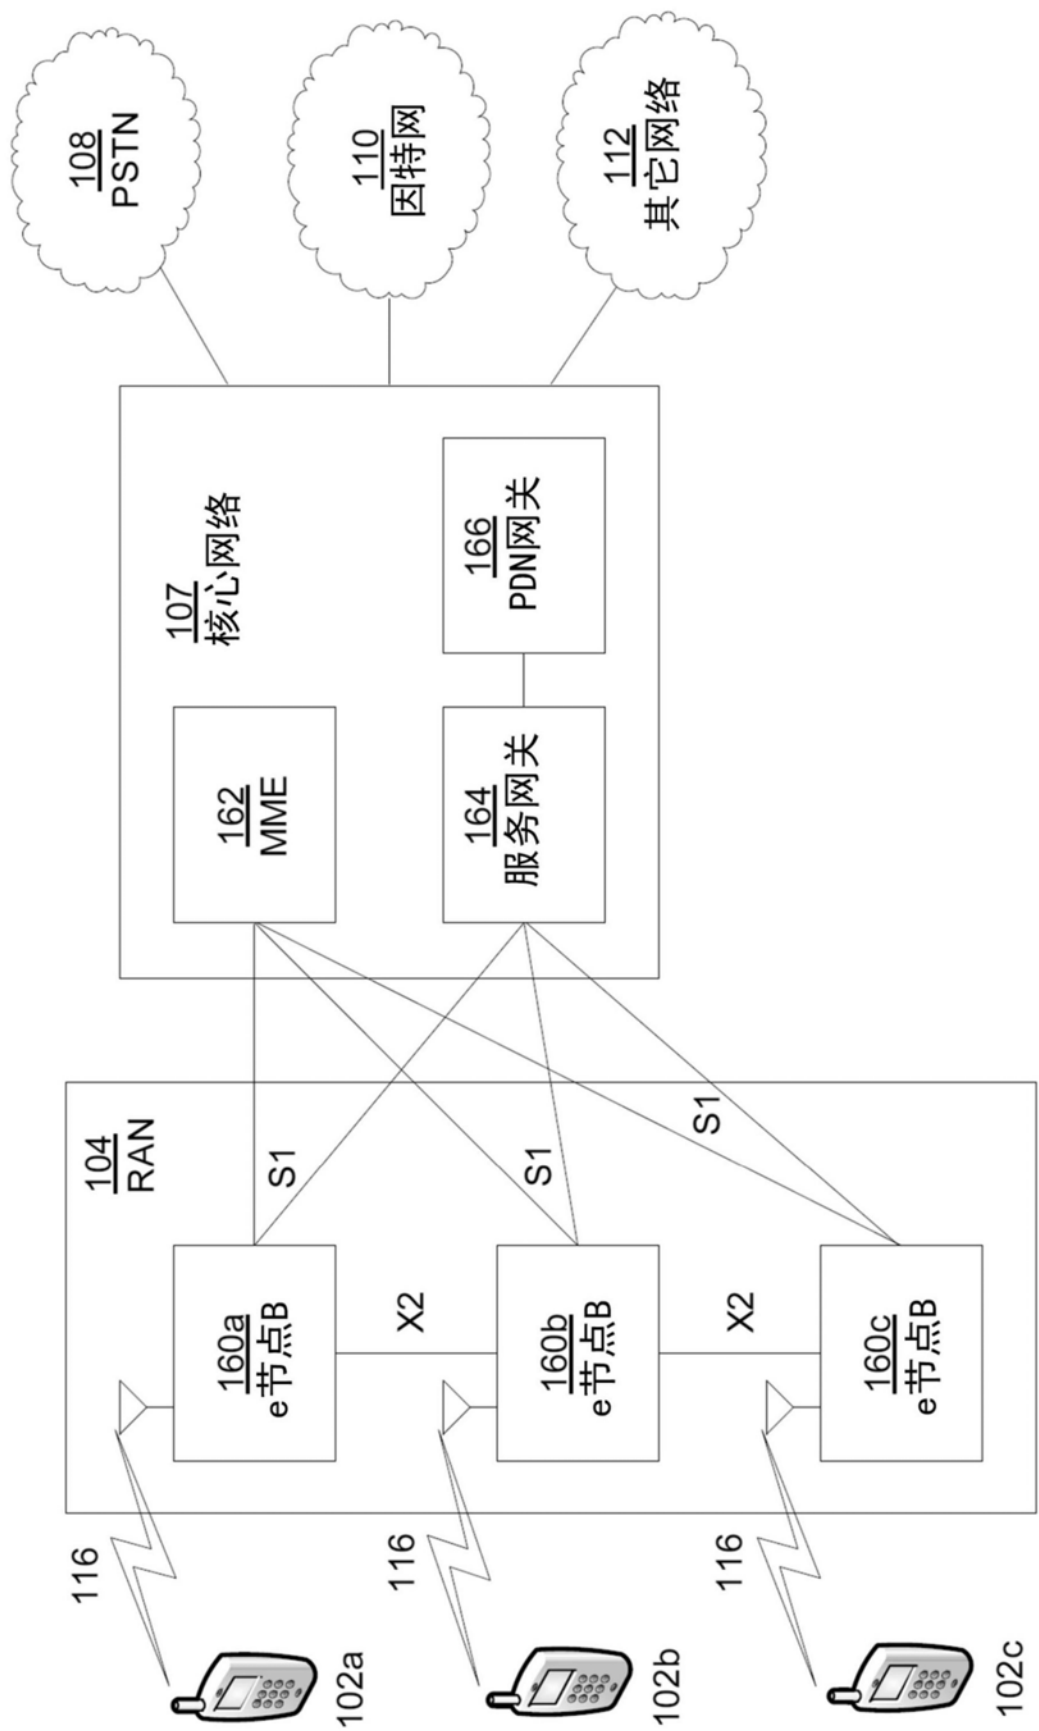 108
PSTN
110
因特网
112
其它网络
107
核心网络
162
MME
166
PDN网关
164
服务网关
104
RAN
S1
S1
S1
160a
e节点B
X2
160b
e节点B
X2
160c
e节点B
116
116
116
102a
102b
102c